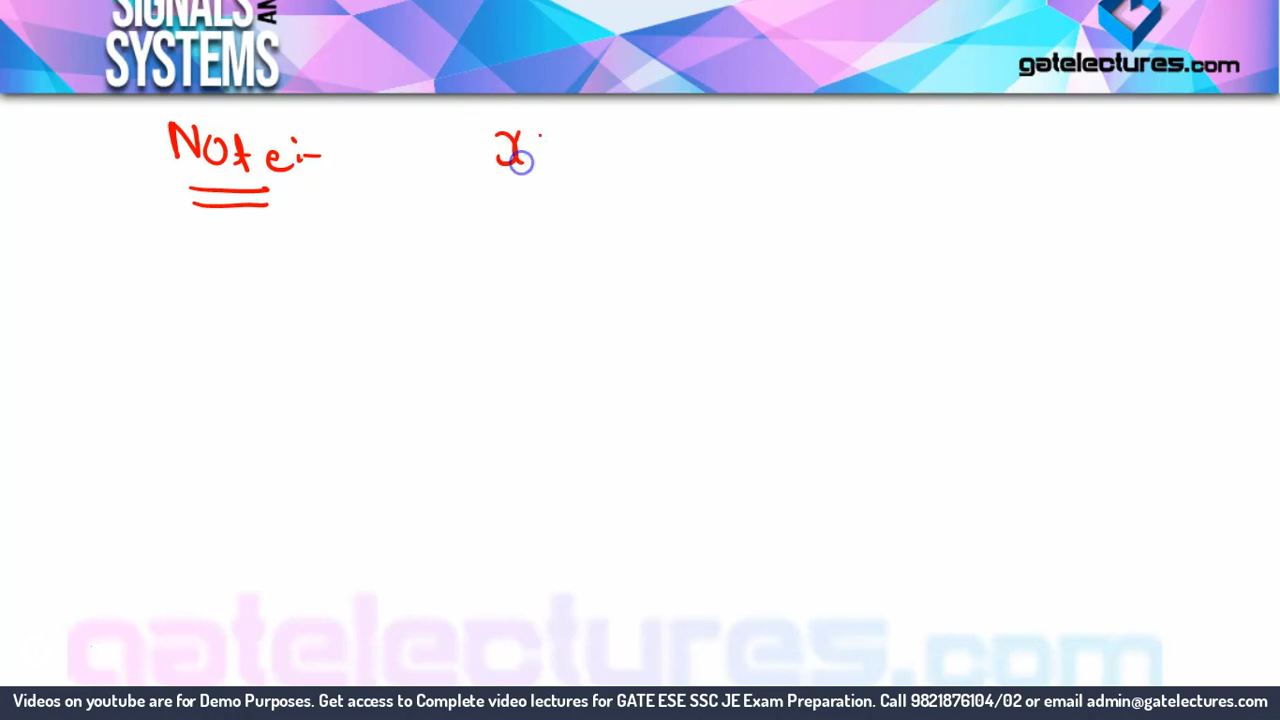 SIGNALS AND
SYSTEMS
gatelectures.com
Note:- x
gatelectures.com
Videos on youtube are for Demo Purposes. Get access to Complete video lectures for GATE ESE SSC JE Exam Preparation. Call 9821876104/02 or email admin@gatelectures.com